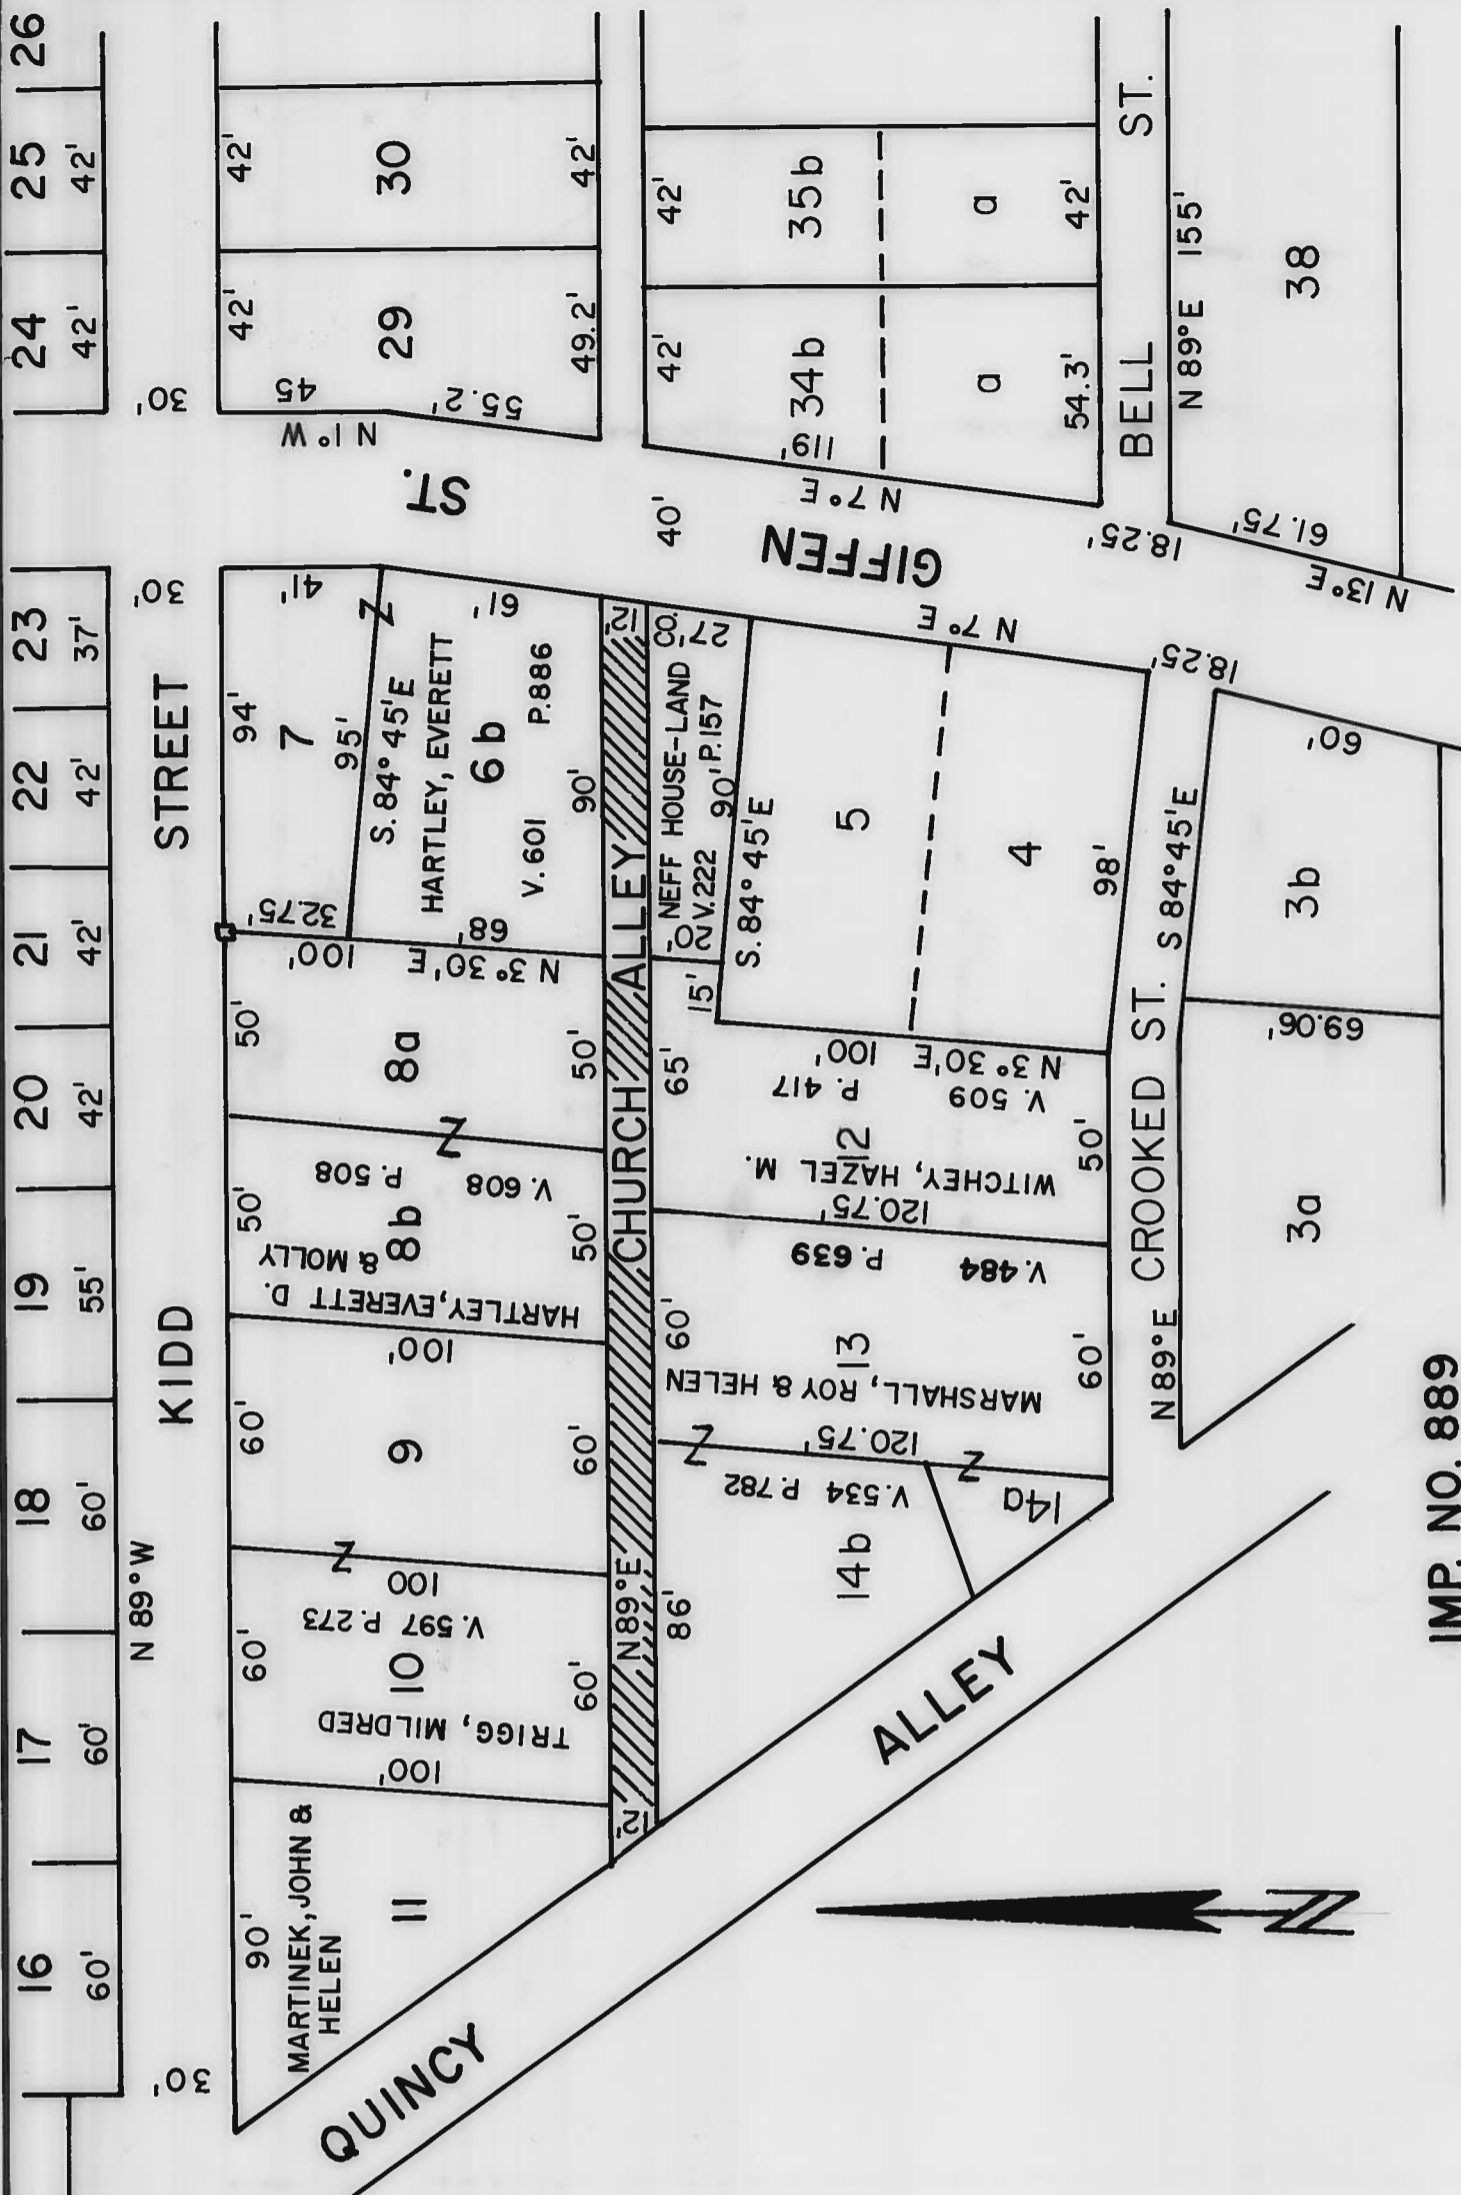 16 17 18 19 20 21 22 23 24 25 26
60' 60' 60' 55' 42' 42' 42' 37' 42' 42'
30'
N 89° W
KIDD STREET
30'
30'
90'
MARTINEK, JOHN &
HELEN
11
60'
100'
TRIGG, MILDRED
10
V. 597 P. 273
100
60'
Z
60'
9
60'
100'
50'
HARTLEY, EVERETT D.
& MOLLY
8b
V. 608 P. 508
50'
Z
50'
8a
50'
100'
N 3° 30' E
32.75'
94'
7
41'
95'
Z
S. 84° 45' E
HARTLEY, EVERETT
6b
V. 601 P. 886
68'
61'
90'
N 1° W
45
55.2'
42'
29
49.2'
42'
30
42'
12'
N 89° E
CHURCH ALLEY
12'
GIFFEN ST.
40'
86'
14b
V. 534 P. 782
Z
Z
14a
120.75'
60'
MARSHALL, ROY & HELEN
13
V. 484 P. 639
60'
120.75'
65'
WITCHEY, HAZEL M.
12
V. 509 P. 417
50'
100'
N 3° 30' E
15'
NEFF HOUSE-LAND CO.
V. 222 90' P. 157
27'
S. 84° 45' E
5
4
98'
N 7° E
N 7° E
119'
42'
34b
a
54.3'
42'
35b
a
42'
18.25'
18.25'
BELL ST.
N 89° E 155'
38
61.75'
N 13° E
N 89° E
CROOKED ST.
S 84° 45' E
3a
69.06'
3b
60'
QUINCY ALLEY
N
IMP. NO. 889